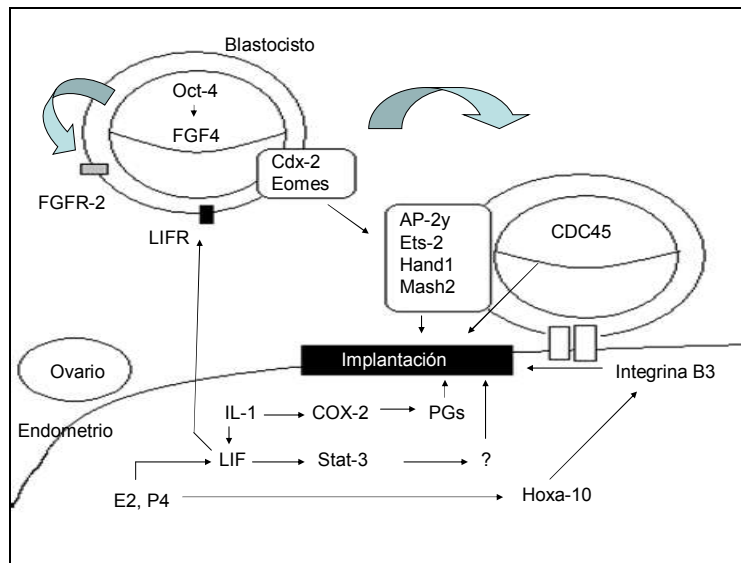 Blastocisto
Oct-4
FGF4
Cdx-2
Eomes
FGFR-2
LIFR
AP-2y
Ets-2
Hand1
Mash2
CDC45
Implantación
Ovario
Integrina B3
Endometrio
IL-1
COX-2
PGs
LIF
Stat-3
?
E2, P4
Hoxa-10